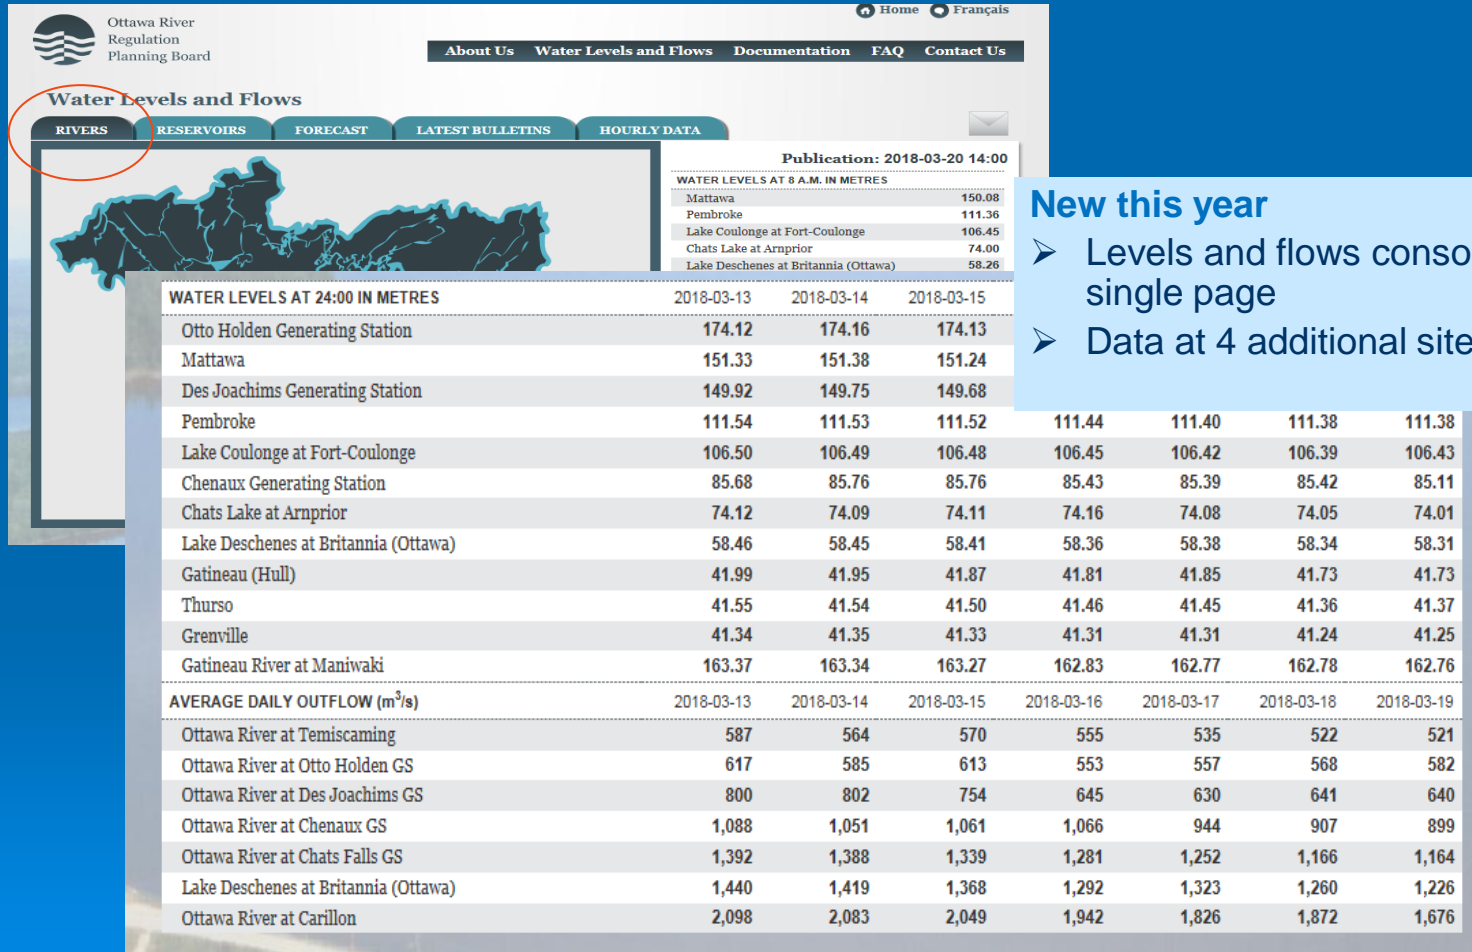 Ottawa River
Regulation
Planning Board
Home Français
About Us Water Levels and Flows Documentation FAQ Contact Us
Water Levels and Flows
RIVERS RESERVOIRS FORECAST LATEST BULLETINS HOURLY DATA
Publication: 2018-03-20 14:00
WATER LEVELS AT 8 A.M. IN METRES
Mattawa 150.08
Pembroke 111.36
Lake Coulonge at Fort-Coulonge 106.45
Chats Lake at Arnprior 74.00
Lake Deschenes at Britannia (Ottawa) 58.26
New this year
➢ Levels and flows conso
single page
➢ Data at 4 additional site
WATER LEVELS AT 24:00 IN METRES 2018-03-13 2018-03-14 2018-03-15
Otto Holden Generating Station 174.12 174.16 174.13
Mattawa 151.33 151.38 151.24
Des Joachims Generating Station 149.92 149.75 149.68
Pembroke 111.54 111.53 111.52 111.44 111.40 111.38 111.38
Lake Coulonge at Fort-Coulonge 106.50 106.49 106.48 106.45 106.42 106.39 106.43
Chenaux Generating Station 85.68 85.76 85.76 85.43 85.39 85.42 85.11
Chats Lake at Arnprior 74.12 74.09 74.11 74.16 74.08 74.05 74.01
Lake Deschenes at Britannia (Ottawa) 58.46 58.45 58.41 58.36 58.38 58.34 58.31
Gatineau (Hull) 41.99 41.95 41.87 41.81 41.85 41.73 41.73
Thurso 41.55 41.54 41.50 41.46 41.45 41.36 41.37
Grenville 41.34 41.35 41.33 41.31 41.31 41.24 41.25
Gatineau River at Maniwaki 163.37 163.34 163.27 162.83 162.77 162.78 162.76
AVERAGE DAILY OUTFLOW (m³/s) 2018-03-13 2018-03-14 2018-03-15 2018-03-16 2018-03-17 2018-03-18 2018-03-19
Ottawa River at Temiscaming 587 564 570 555 535 522 521
Ottawa River at Otto Holden GS 617 585 613 553 557 568 582
Ottawa River at Des Joachims GS 800 802 754 645 630 641 640
Ottawa River at Chenaux GS 1,088 1,051 1,061 1,066 944 907 899
Ottawa River at Chats Falls GS 1,392 1,388 1,339 1,281 1,252 1,166 1,164
Lake Deschenes at Britannia (Ottawa) 1,440 1,419 1,368 1,292 1,323 1,260 1,226
Ottawa River at Carillon 2,098 2,083 2,049 1,942 1,826 1,872 1,676